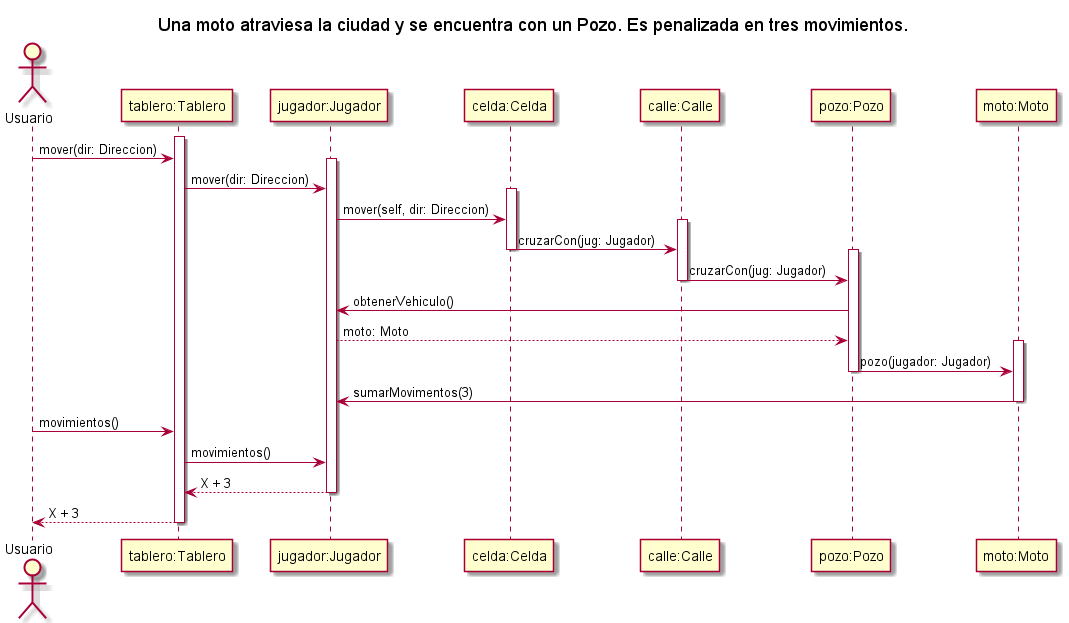 Una moto atraviesa la ciudad y se encuentra con un Pozo. Es penalizada en tres movimientos.
Usuario
tablero:Tablero
jugador:Jugador
celda:Celda
calle:Calle
pozo:Pozo
moto:Moto
mover(dir: Direccion)
mover(dir: Direccion)
mover(self, dir: Direccion)
cruzarCon(jug: Jugador)
cruzarCon(jug: Jugador)
obtenerVehiculo()
moto: Moto
pozo(jugador: Jugador)
sumarMovimentos(3)
movimientos()
movimientos()
X + 3
X + 3
Usuario
tablero:Tablero
jugador:Jugador
celda:Celda
calle:Calle
pozo:Pozo
moto:Moto